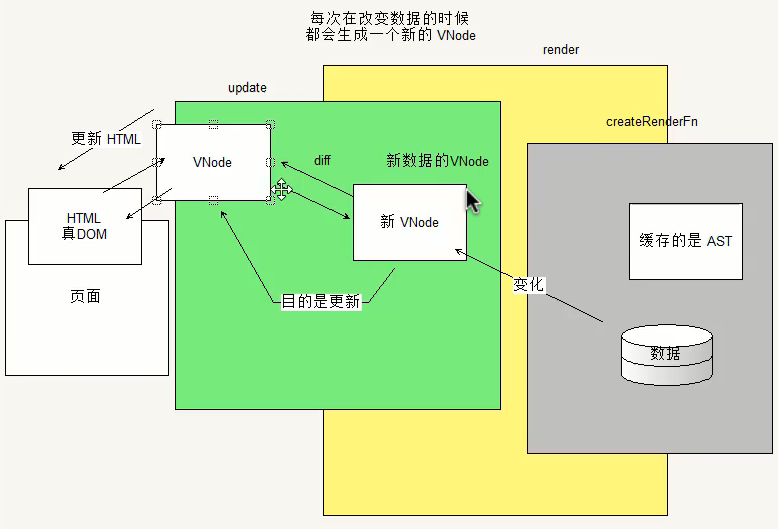 每次在改变数据的时候
都会生成一个新的 VNode
render
update
createRenderFn
更新 HTML
VNode
diff
新数据的VNode
HTML
真DOM
新 VNode
缓存的是 AST
页面
目的是更新
变化
数据